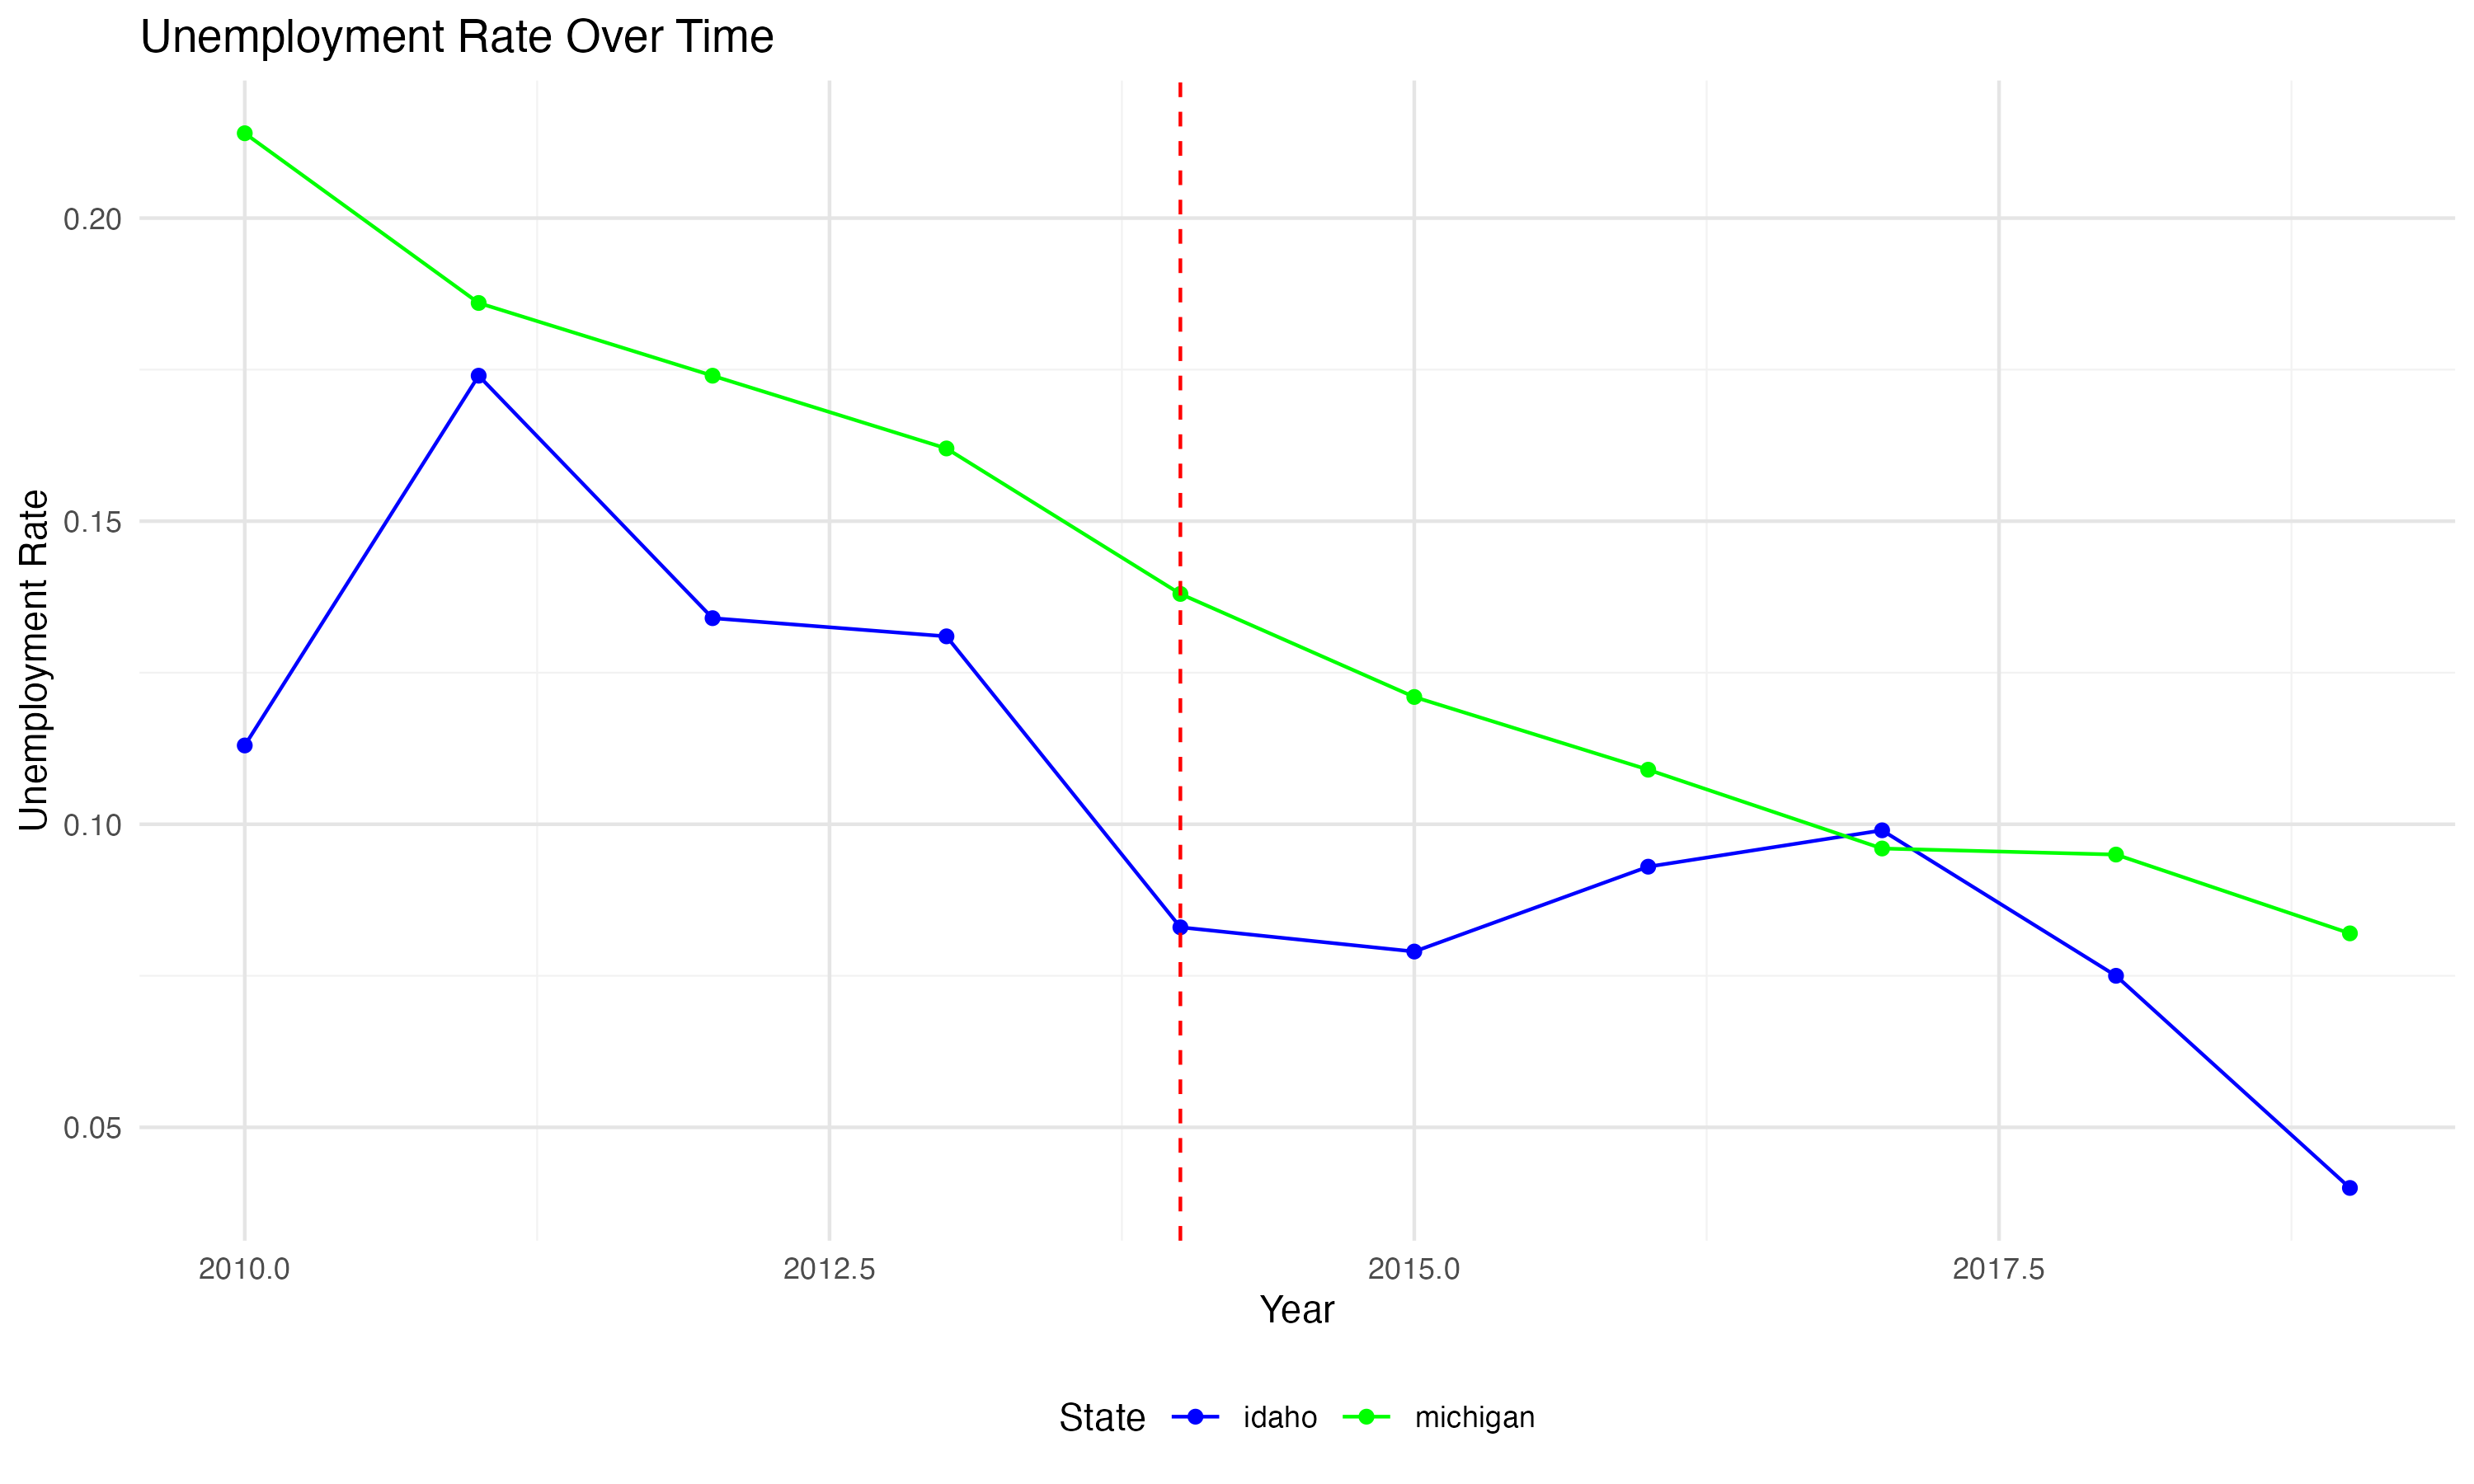 Unemployment Rate Over Time
Unemployment Rate
0.20
0.15
0.10
0.05
2010.0 2012.5 2015.0 2017.5
Year
State idaho michigan